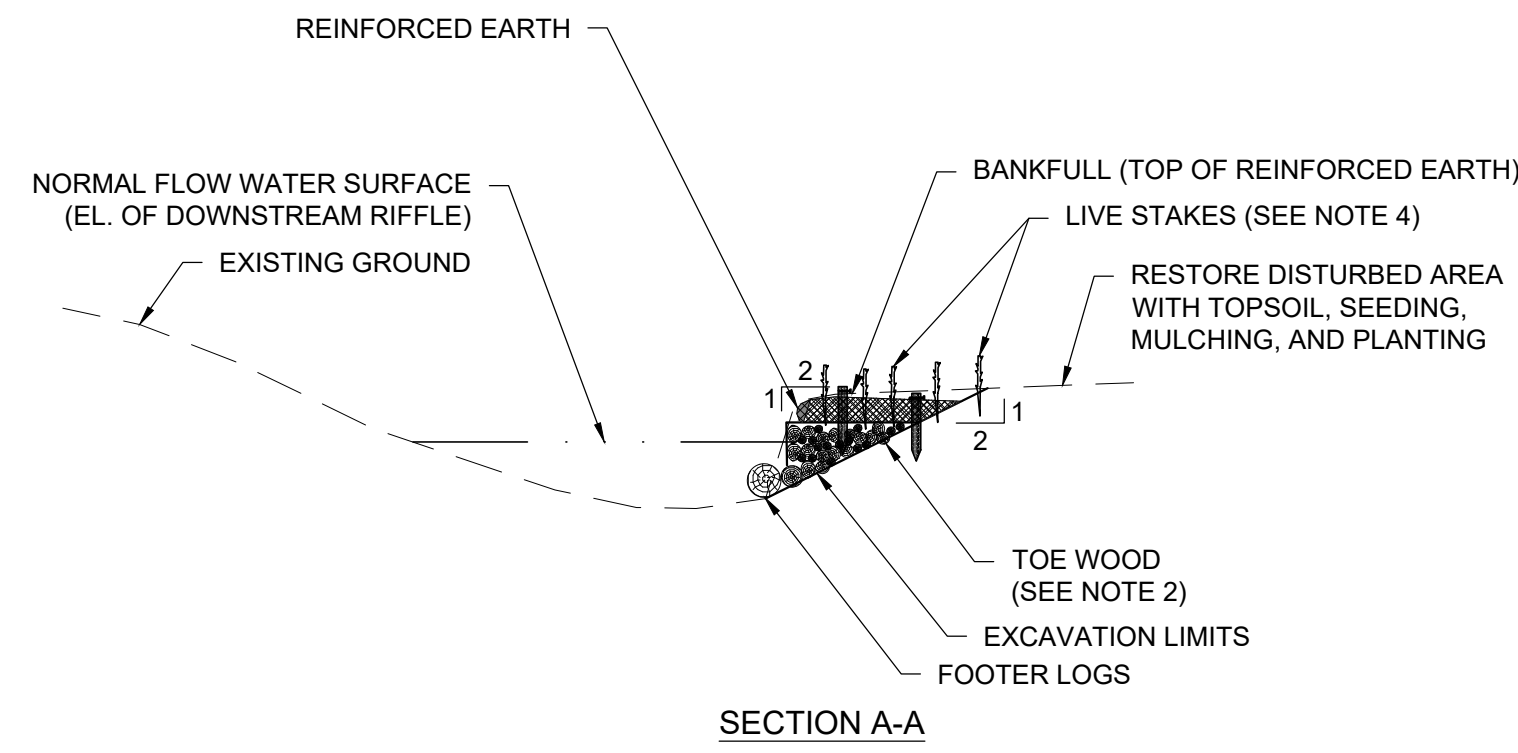 REINFORCED EARTH
BANKFULL (TOP OF REINFORCED EARTH)
NORMAL FLOW WATER SURFACE
(EL. OF DOWNSTREAM RIFFLE)
LIVE STAKES (SEE NOTE 4)
EXISTING GROUND
RESTORE DISTURBED AREA
WITH TOPSOIL, SEEDING,
MULCHING, AND PLANTING
2
1
1
2
TOE WOOD
(SEE NOTE 2)
EXCAVATION LIMITS
FOOTER LOGS
SECTION A-A